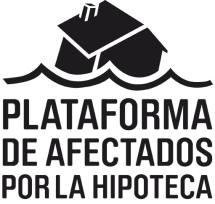 PLATAFORMA
DE AFECTADOS
POR LA HIPOTECA